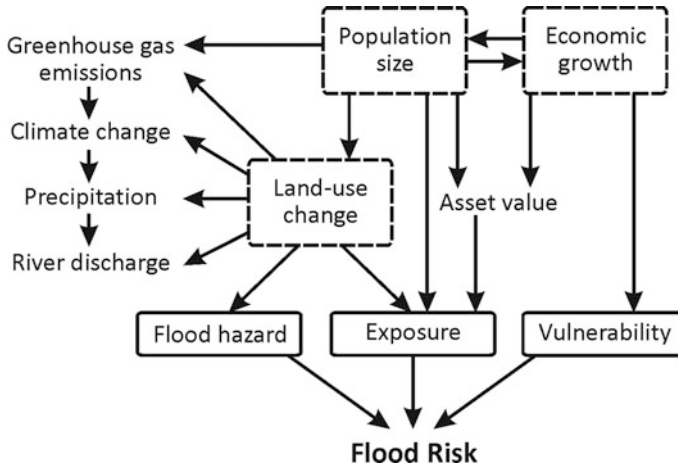 Greenhouse gas
emissions
Population
size
Economic
growth
Climate change
Precipitation
Land-use
change
Asset value
River discharge
Flood hazard
Exposure
Vulnerability
Flood Risk